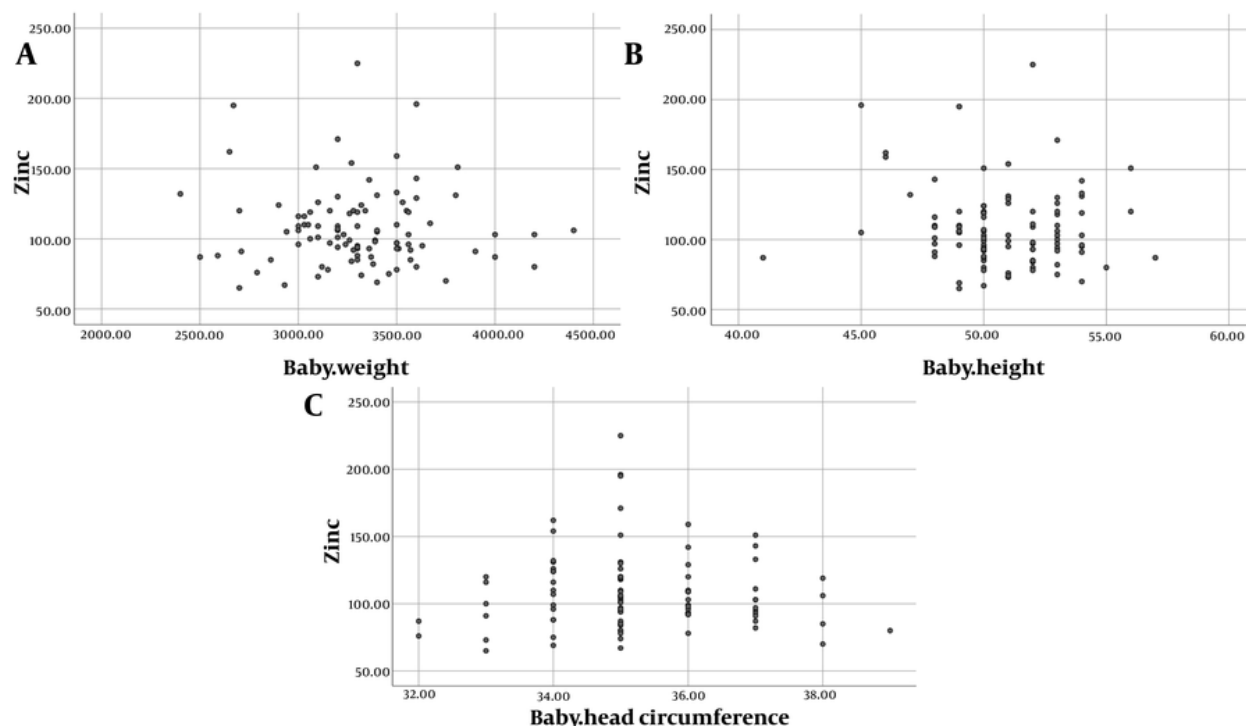 A
250.00
200.00
150.00
100.00
50.00
Zinc
2000.00 2500.00 3000.00 3500.00 4000.00 4500.00
Baby.weight
B
250.00
200.00
150.00
100.00
50.00
Zinc
40.00 45.00 50.00 55.00 60.00
Baby.height
C
250.00
200.00
150.00
100.00
50.00
Zinc
32.00 34.00 36.00 38.00
Baby.head circumference